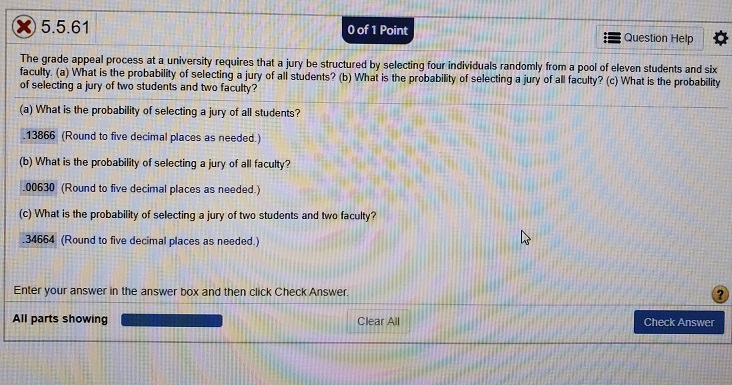 5.5.61
0 of 1 Point
Question Help
The grade appeal process at a university requires that a jury be structured by selecting four individuals randomly from a pool of eleven students and six
faculty. (a) What is the probability of selecting a jury of all students? (b) What is the probability of selecting a jury of all faculty? (c) What is the probability
of selecting a jury of two students and two faculty?
(a) What is the probability of selecting a jury of all students?
.13866 (Round to five decimal places as needed.)
(b) What is the probability of selecting a jury of all faculty?
.00630 (Round to five decimal places as needed.)
(c) What is the probability of selecting a jury of two students and two faculty?
.34664 (Round to five decimal places as needed.)
Enter your answer in the answer box and then click Check Answer.
?
All parts showing
Clear All
Check Answer